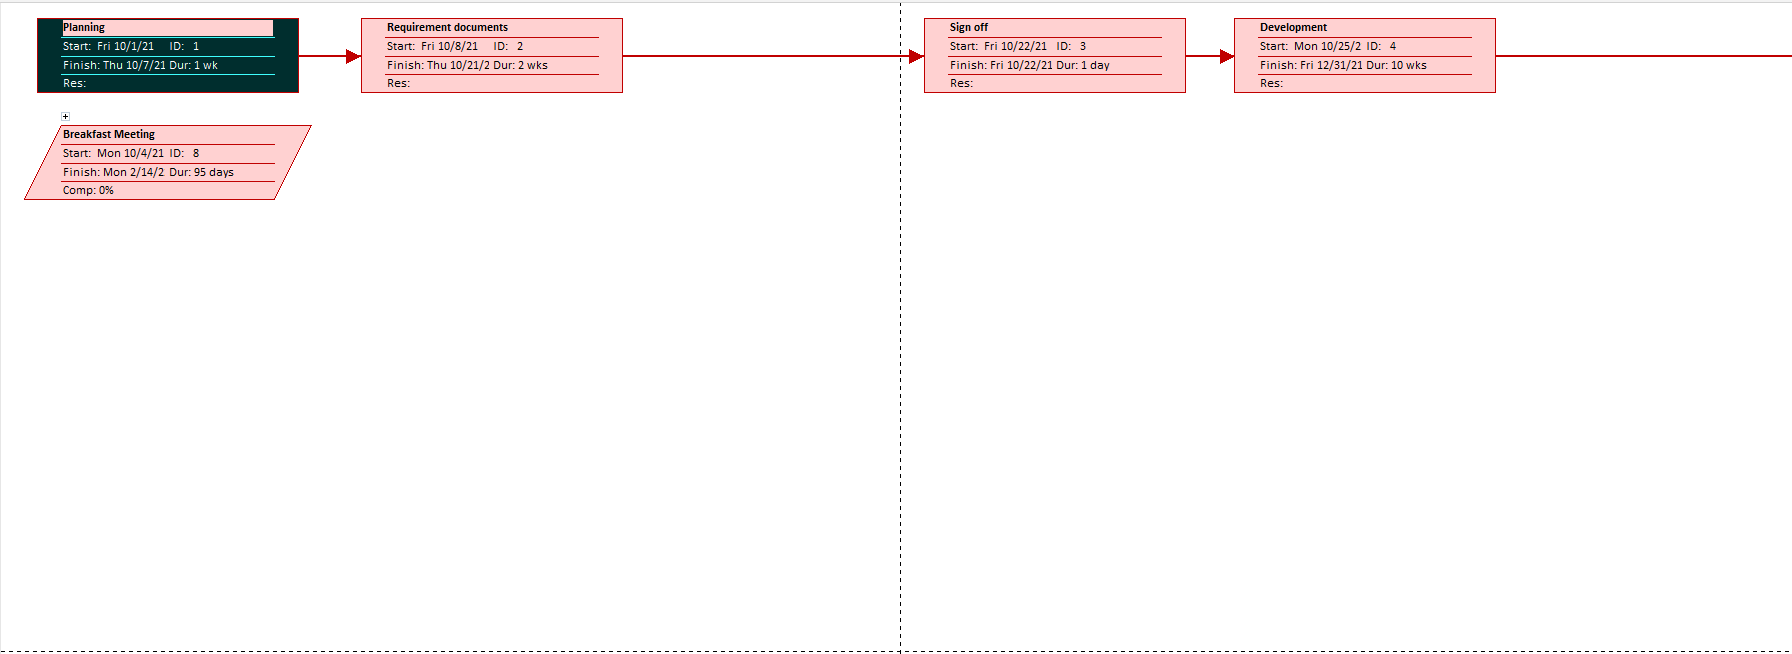 Planning
Start: Fri 10/1/21 ID: 1
Finish: Thu 10/7/21 Dur: 1 wk
Res:
Requirement documents
Start: Fri 10/8/21 ID: 2
Finish: Thu 10/21/2 Dur: 2 wks
Res:
Sign off
Start: Fri 10/22/21 ID: 3
Finish: Fri 10/22/21 Dur: 1 day
Res:
Development
Start: Mon 10/25/2 ID: 4
Finish: Fri 12/31/21 Dur: 10 wks
Res:
Breakfast Meeting
Start: Mon 10/4/21 ID: 8
Finish: Mon 2/14/2 Dur: 95 days
Comp: 0%